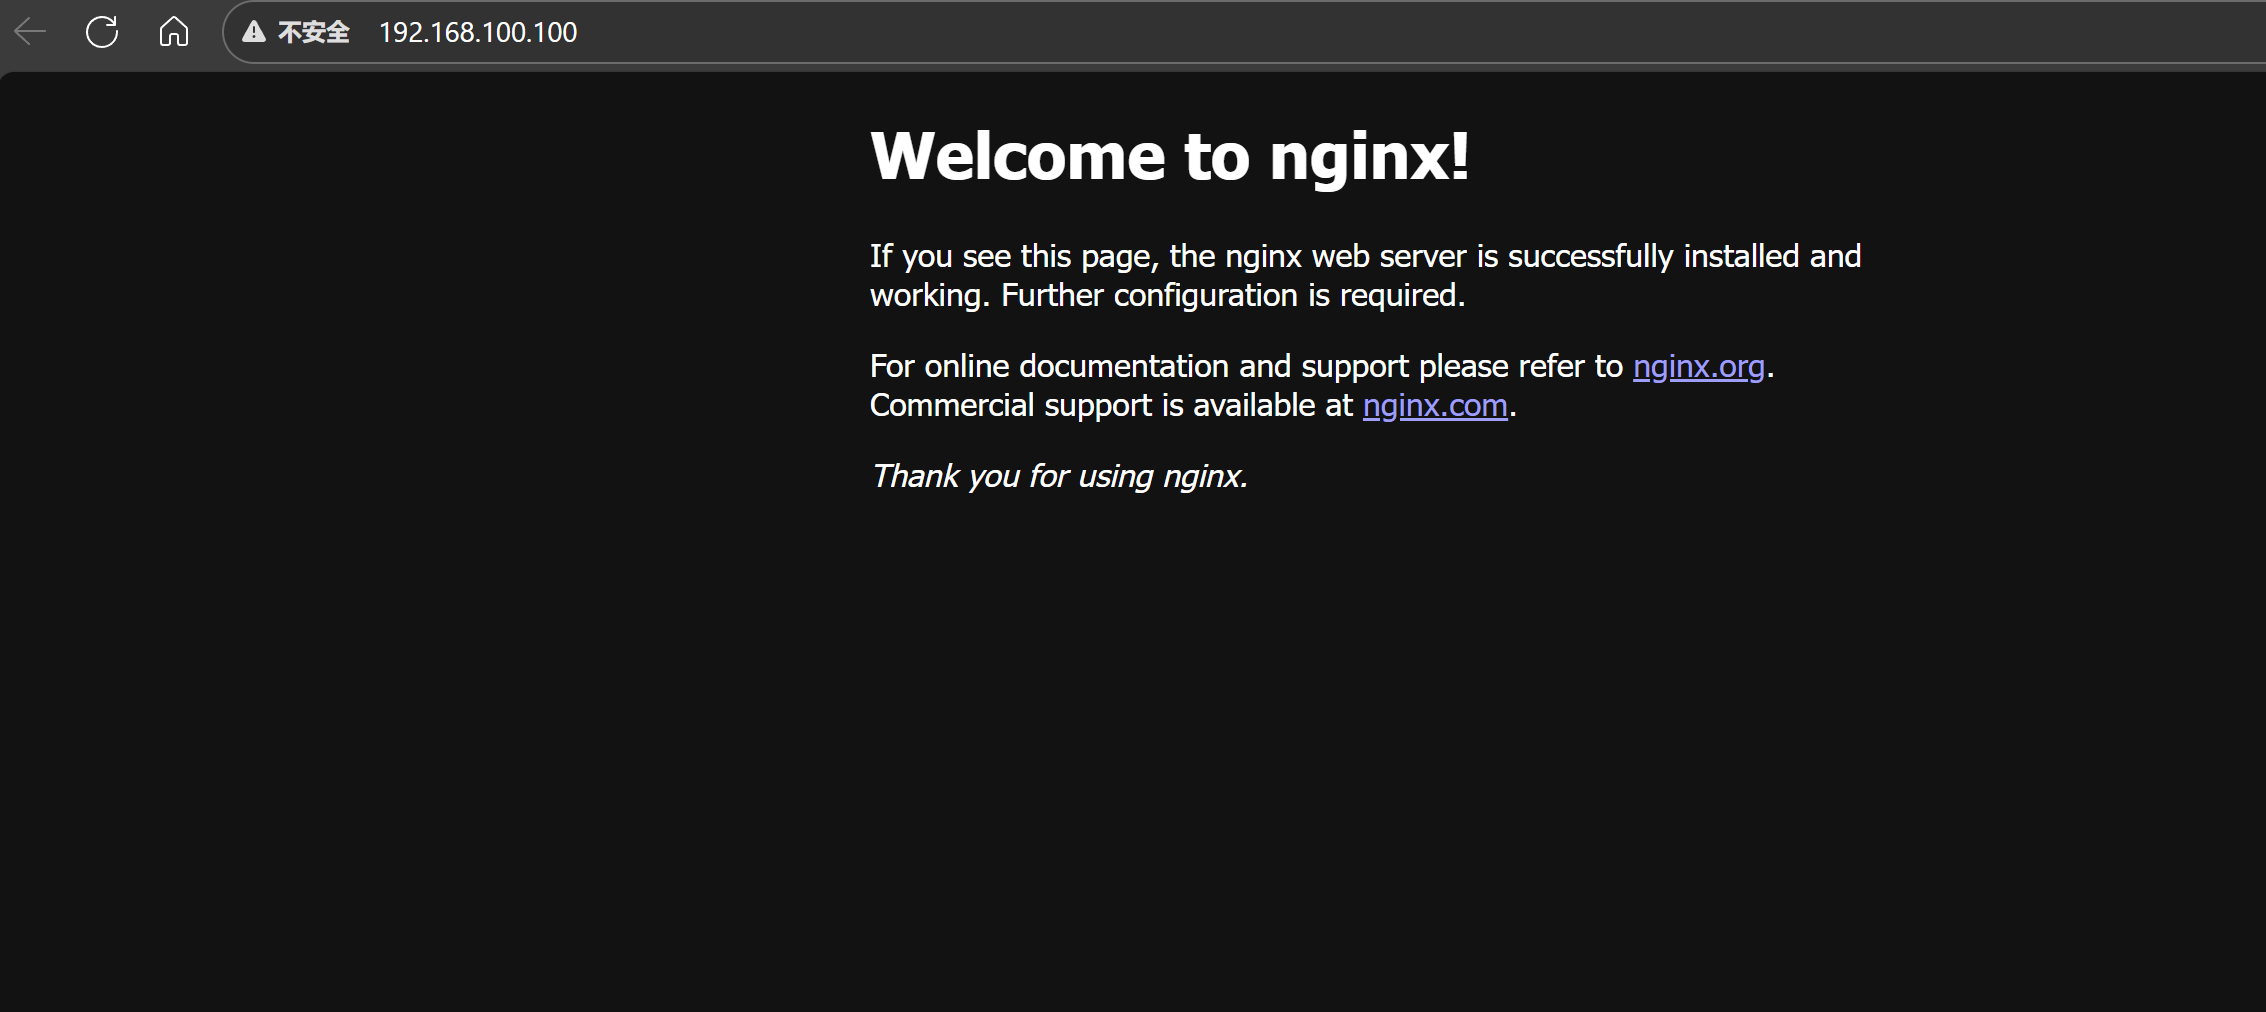 不安全 192.168.100.100
Welcome to nginx!
If you see this page, the nginx web server is successfully installed and
working. Further configuration is required.
For online documentation and support please refer to nginx.org.
Commercial support is available at nginx.com.
Thank you for using nginx.